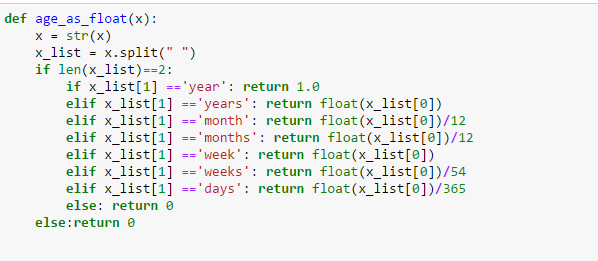 def age_as_float(x):
    x = str(x)
    x_list = x.split(" ")
    if len(x_list)==2:
        if x_list[1] =='year': return 1.0
        elif x_list[1] =='years': return float(x_list[0])
        elif x_list[1] =='month': return float(x_list[0])/12
        elif x_list[1] =='months': return float(x_list[0])/12
        elif x_list[1] =='week': return float(x_list[0])
        elif x_list[1] =='weeks': return float(x_list[0])/54
        elif x_list[1] =='days': return float(x_list[0])/365
        else: return 0
    else:return 0